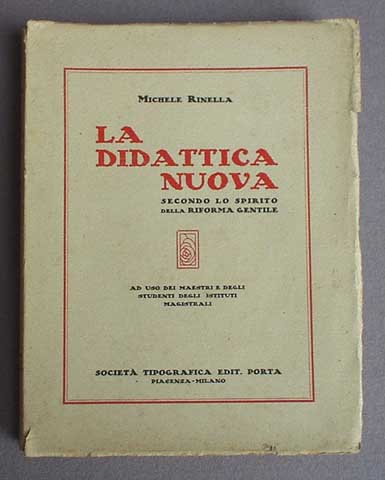 Michele Rinella
LA
DIDATTICA
NUOVA
SECONDO LO SPIRITO
DELLA RIFORMA GENTILE
AD USO DEI MAESTRI E DEGLI
STUDENTI DEGLI ISTITUTI
MAGISTRALI
SOCIETÀ TIPOGRAFICA EDIT. PORTA
PIACENZA-MILANO